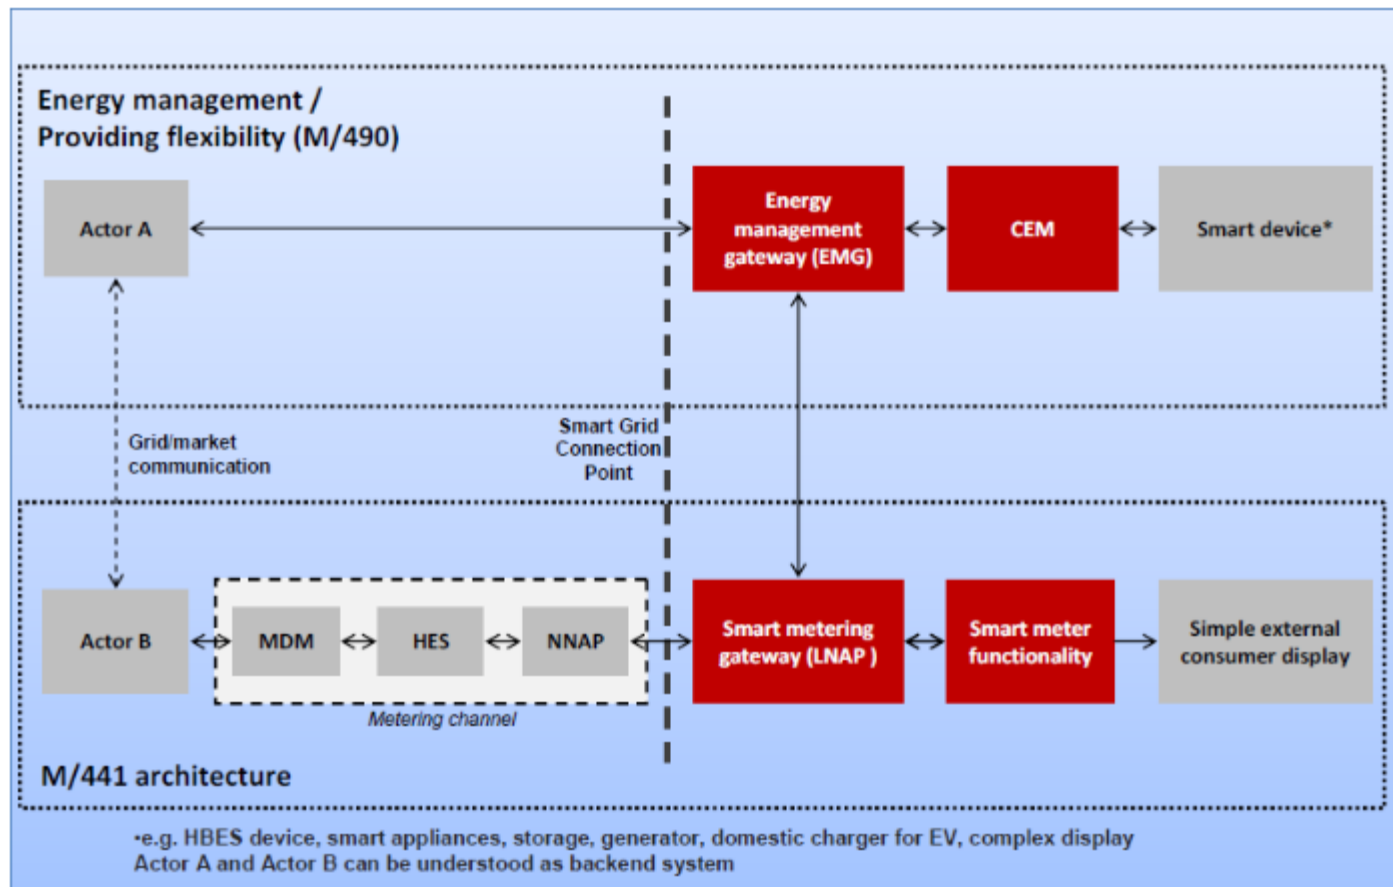 Energy management /
Providing flexibility (M/490)
Actor A
Energy
management
gateway (EMG)
CEM
Smart device*
Grid/market
communication
Smart Grid
Connection
Point
Actor B
MDM
HES
NNAP
Smart metering
gateway (LNAP )
Smart meter
functionality
Simple external
consumer display
Metering channel
M/441 architecture
•e.g. HBES device, smart appliances, storage, generator, domestic charger for EV, complex display
Actor A and Actor B can be understood as backend system